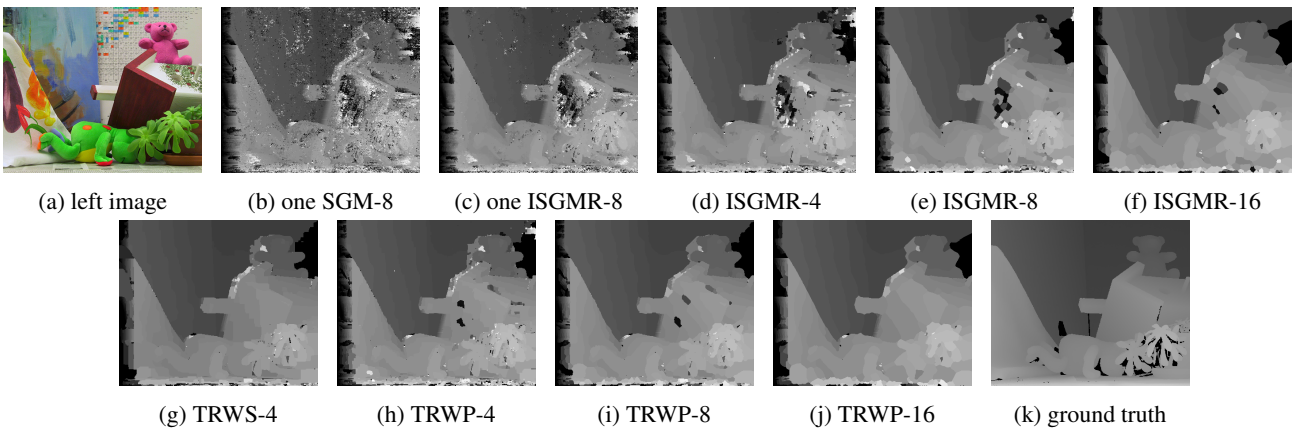 (a) left image (b) one SGM-8 (c) one ISGMR-8 (d) ISGMR-4 (e) ISGMR-8 (f) ISGMR-16
(g) TRWS-4 (h) TRWP-4 (i) TRWP-8 (j) TRWP-16 (k) ground truth